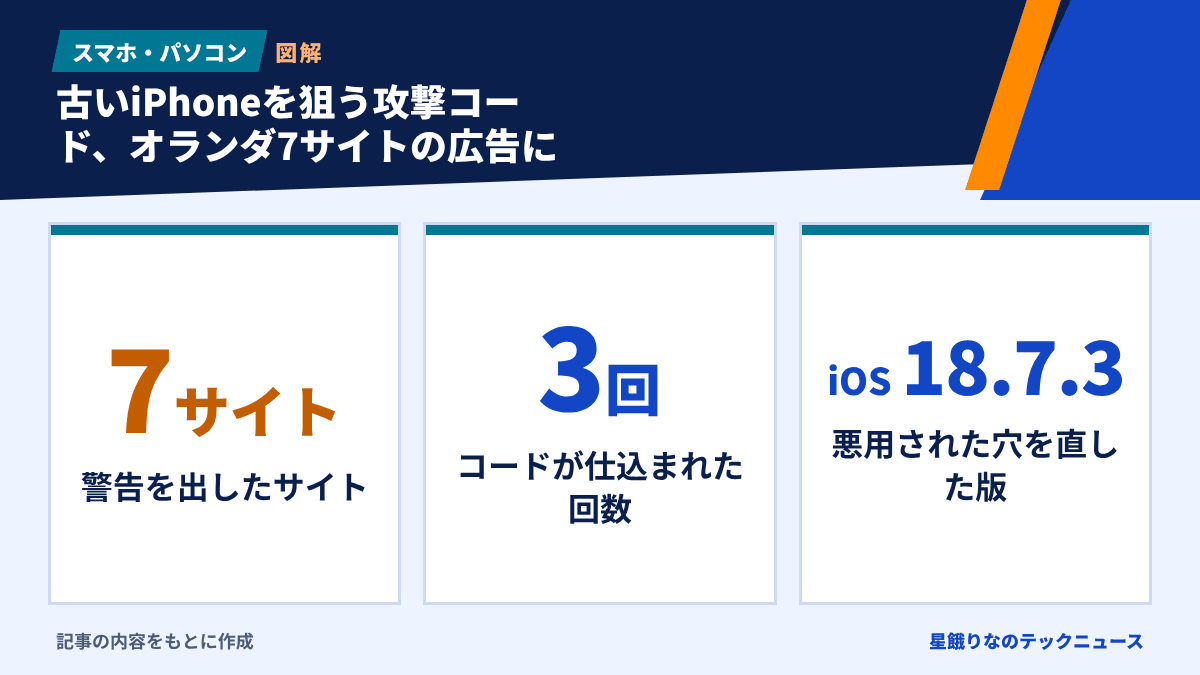 スマホ・パソコン 図解
古いiPhoneを狙う攻撃コー
ド、オランダ7サイトの広告に
7サイト
警告を出したサイト
3回
コードが仕込まれた
回数
iOS 18.7.3
悪用された穴を直し
た版
記事の内容をもとに作成
星餓りなのテックニュース